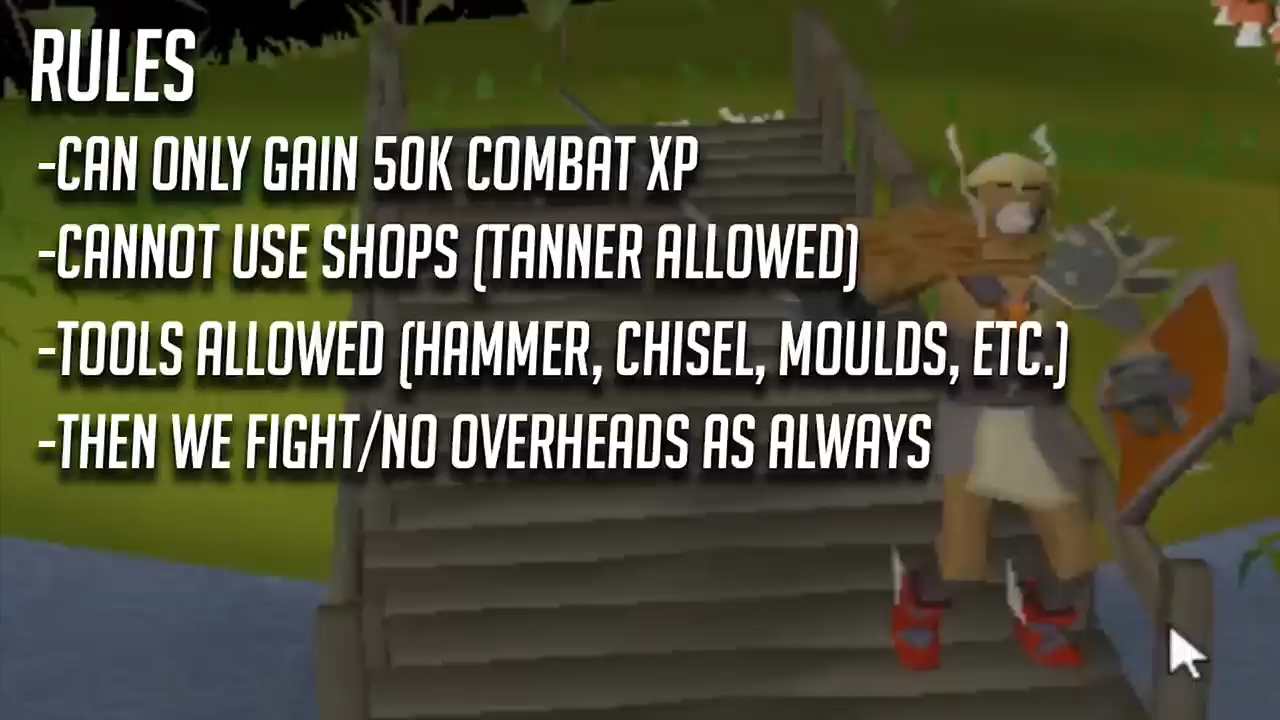 RULES
-CAN ONLY GAIN 50K COMBAT XP
-CANNOT USE SHOPS (TANNER ALLOWED)
-TOOLS ALLOWED (HAMMER, CHISEL, MOULDS, ETC.)
-THEN WE FIGHT/NO OVERHEADS AS ALWAYS